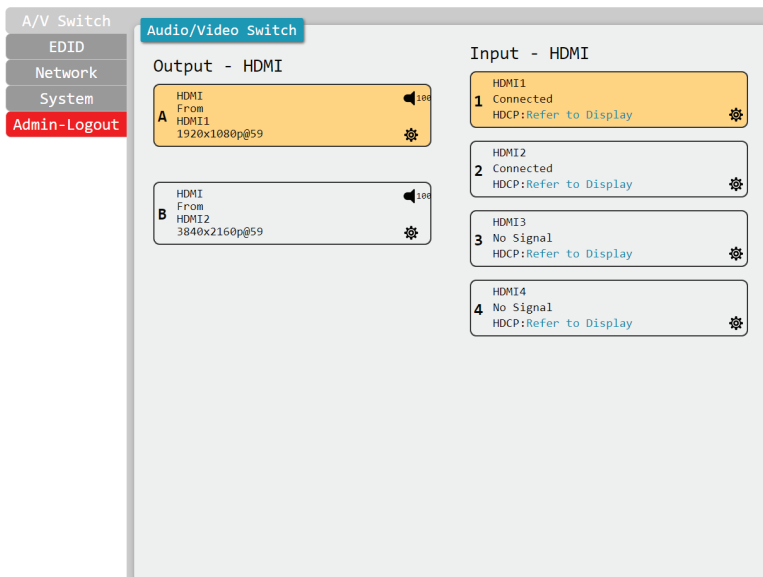 A/V Switch
EDID
Network
System
Admin-Logout
Audio/Video Switch
Output - HDMI
A
HDMI
From
HDMI1
1920x1080p@59
100
B
HDMI
From
HDMI2
3840x2160p@59
100
Input - HDMI
1
HDMI1
Connected
HDCP:Refer to Display
2
HDMI2
Connected
HDCP:Refer to Display
3
HDMI3
No Signal
HDCP:Refer to Display
4
HDMI4
No Signal
HDCP:Refer to Display